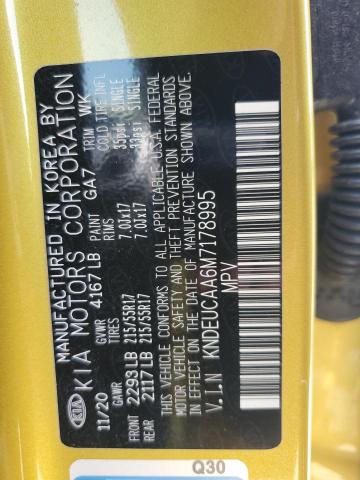 MANUFACTURED IN KOREA BY
KIA KIA MOTORS CORPORATION
11/20 GVWR 4167 LB PAINT GA7 TRIM WK
GAWR TIRES RIMS COLD TIRE INFL
FRONT 2293 LB 215/55R17 7.0Jx17 35psi SINGLE
REAR 2117 LB 215/55R17 7.0Jx17 33psi SINGLE
THIS VEHICLE CONFORMS TO ALL APPLICABLE U.S.A. FEDERAL
MOTOR VEHICLE SAFETY AND THEFT PREVENTION STANDARDS
IN EFFECT ON THE DATE OF MANUFACTURE SHOWN ABOVE.
V.I.N KNDEUCAA6M7178995
MPV
Q30